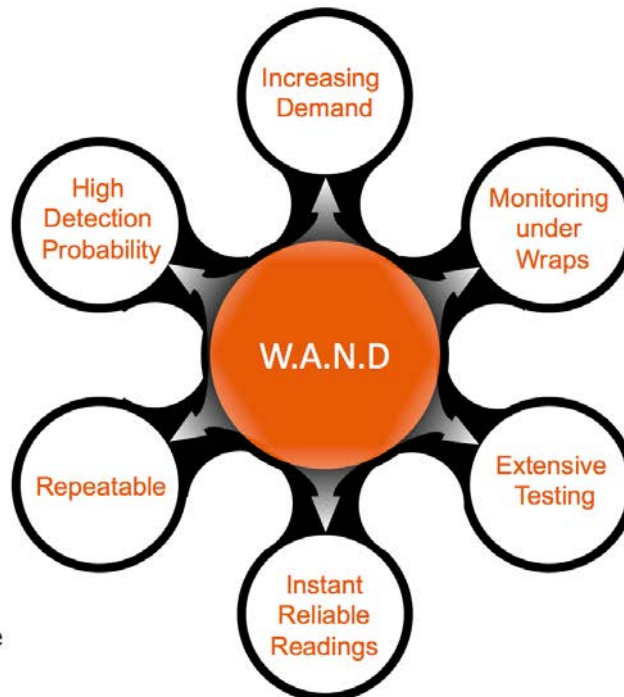 Increasing
Demand
High
Detection
Probability
Monitoring
under
Wraps
W.A.N.D
Repeatable
Extensive
Testing
Instant
Reliable
Readings
e